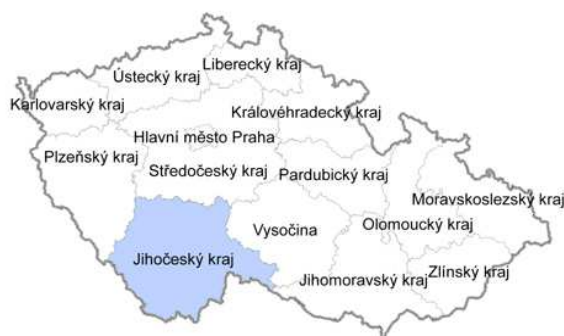 Liberecký kraj
Ústecký kraj
Karlovarský kraj
Královéhradecký kraj
Hlavní město Praha
Plzeňský kraj
Středočeský kraj
Pardubický kraj
Moravskoslezský kraj
Olomoucký kraj
Vysočina
Jihočeský kraj
Zlínský kraj
Jihomoravský kraj